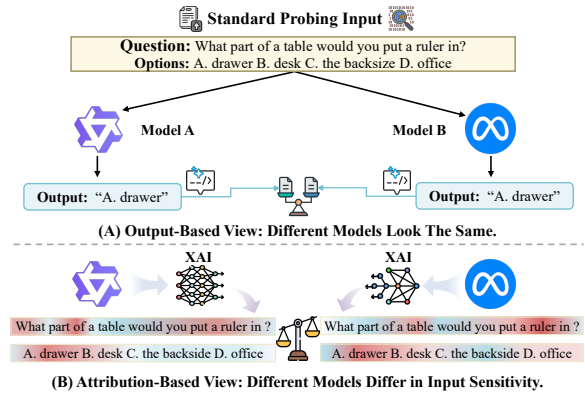 Standard Probing Input
Question: What part of a table would you put a ruler in?
Options: A. drawer B. desk C. the backsize D. office
Model A
Model B
Output: “A. drawer”
Output: “A. drawer”
(A) Output-Based View: Different Models Look The Same.
XAI
XAI
What part of a table would you put a ruler in ?
What part of a table would you put a ruler in ?
A. drawer B. desk C. the backside D. office
A. drawer B. desk C. the backside D. office
(B) Attribution-Based View: Different Models Differ in Input Sensitivity.